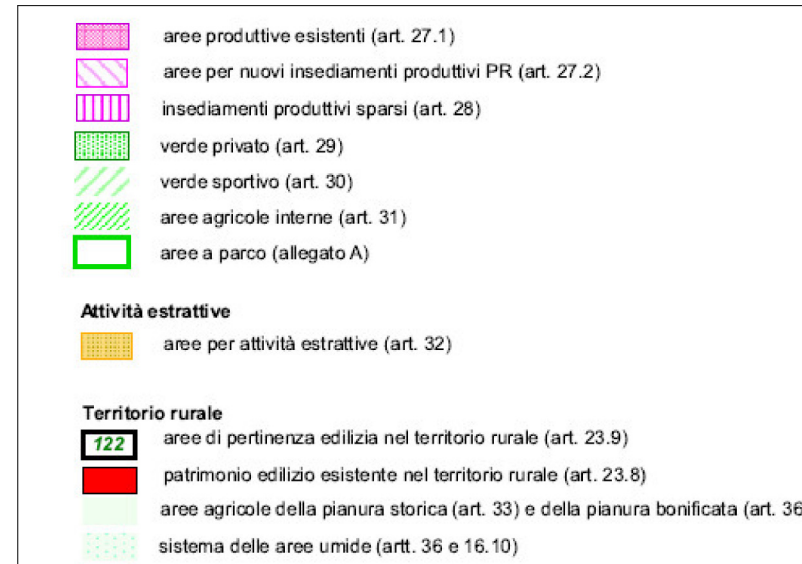 aree produttive esistenti (art. 27.1)
aree per nuovi insediamenti produttivi PR (art. 27.2)
insediamenti produttivi sparsi (art. 28)
verde privato (art. 29)
verde sportivo (art. 30)
aree agricole interne (art. 31)
aree a parco (allegato A)
Attività estrattive
aree per attività estrattive (art. 32)
Territorio rurale
122 aree di pertinenza edilizia nel territorio rurale (art. 23.9)
patrimonio edilizio esistente nel territorio rurale (art. 23.8)
aree agricole della pianura storica (art. 33) e della pianura bonificata (art. 36
sistema delle aree umide (artt. 36 e 16.10)